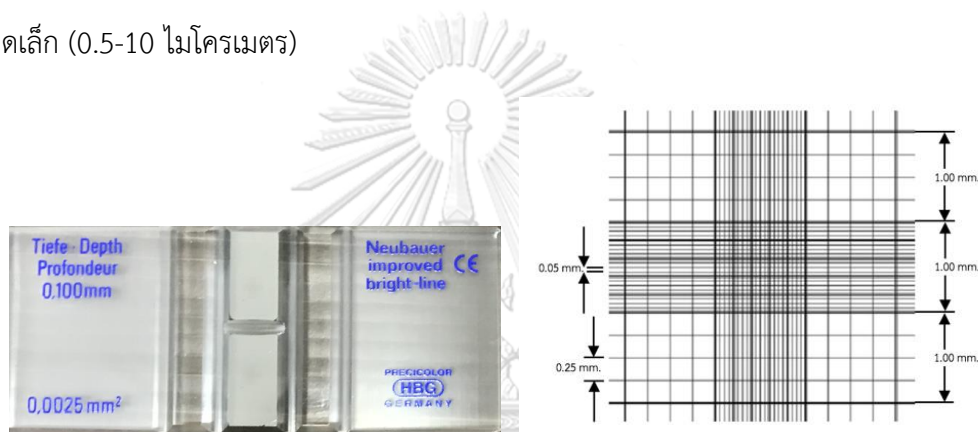 ดเล็ก (0.5-10 ไมโครเมตร)
Tiefe - Depth
Profondeur
0,100mm
0,0025 mm²
Neubauer
improved CE
bright-line
PRECICOLOR
HBG
GERMANY
0.05 mm.
0.25 mm.
1.00 mm.
1.00 mm.
1.00 mm.